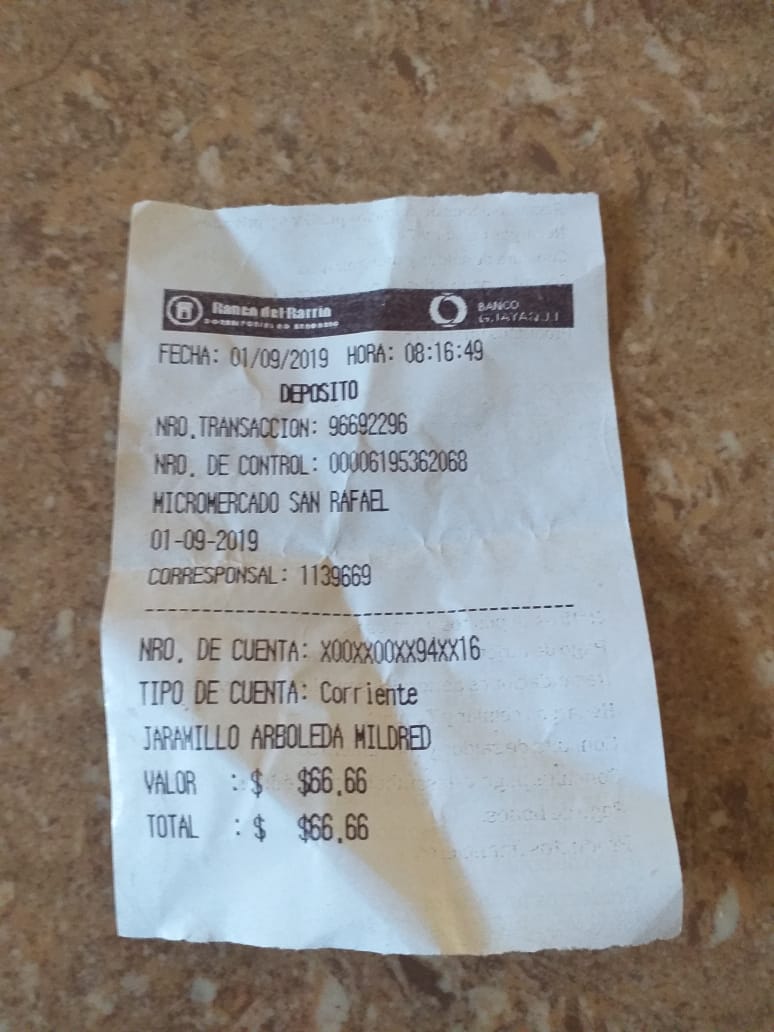 Banco del Barrio
BANCO
GUAYAQUIL
FECHA: 01/09/2019 HORA: 08:16:49
DEPOSITO
NRO.TRANSACCION: 96692296
NRO. DE CONTROL: 00006195362068
MICROMERCADO SAN RAFAEL
01-09-2019
CORRESPONSAL: 1139669
NRO. DE CUENTA: X00XX00XX94XX16
TIPO DE CUENTA: Corriente
JARAMILLO ARBOLEDA MILDRED
VALOR : $ $66.66
TOTAL : $ $66.66